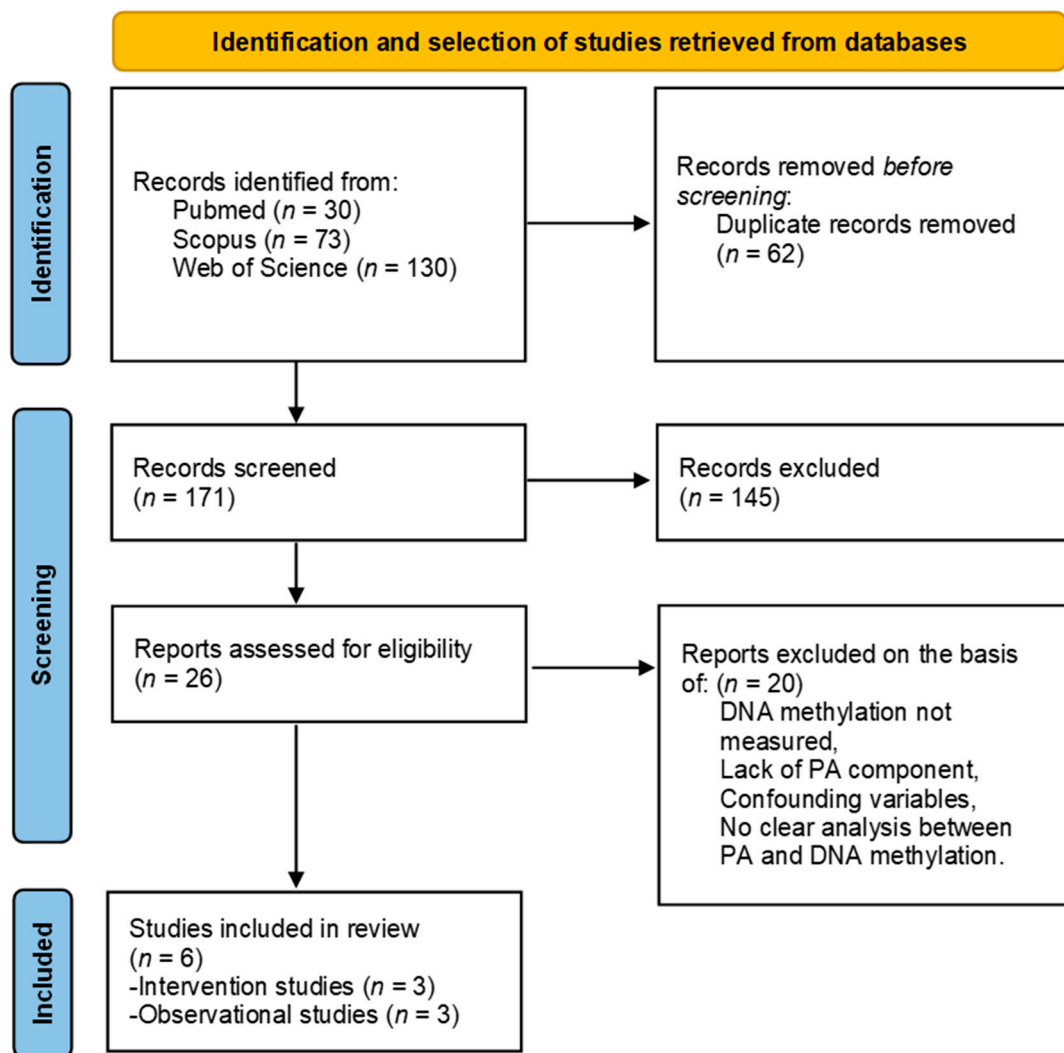 Identification and selection of studies retrieved from databases
Identification
Records identified from:
Pubmed (n = 30)
Scopus (n = 73)
Web of Science (n = 130)
Records removed before
screening:
Duplicate records removed
(n = 62)
Screening
Records screened
(n = 171)
Records excluded
(n = 145)
Reports assessed for eligibility
(n = 26)
Reports excluded on the basis
of: (n = 20)
DNA methylation not
measured,
Lack of PA component,
Confounding variables,
No clear analysis between
PA and DNA methylation.
Included
Studies included in review
(n = 6)
-Intervention studies (n = 3)
-Observational studies (n = 3)